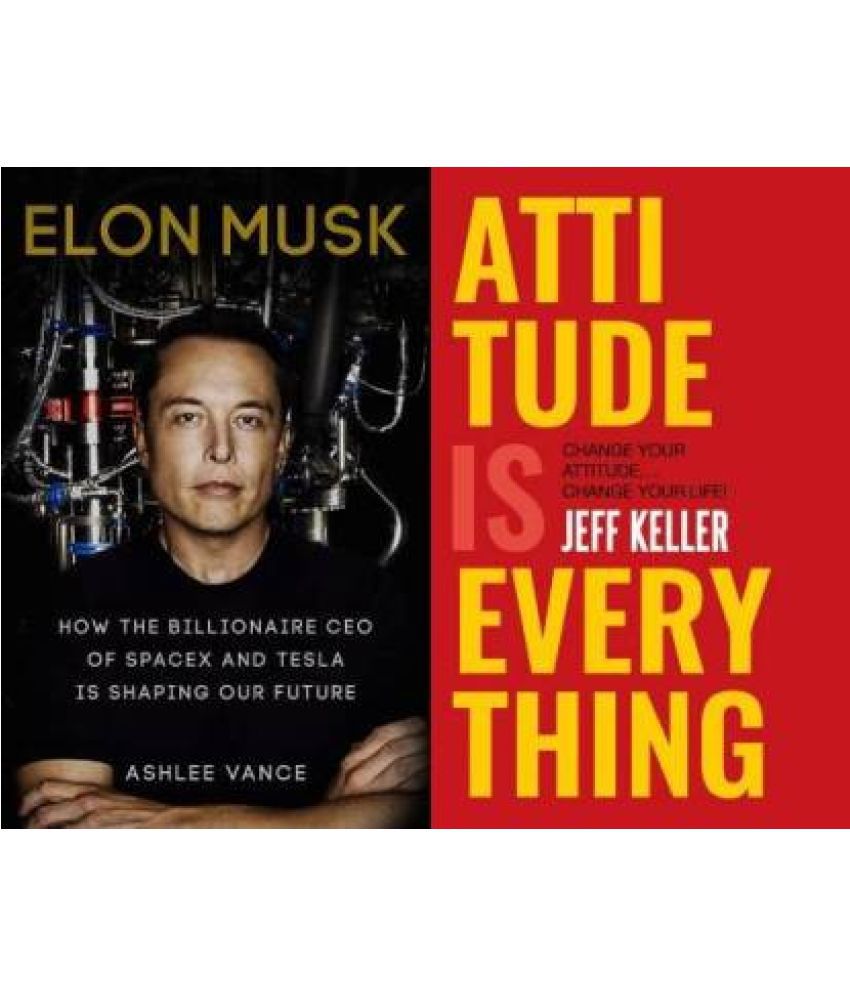 ELON MUSK
HOW THE BILLIONAIRE CEO
OF SPACEX AND TESLA
IS SHAPING OUR FUTURE
ASHLEE VANCE
ATTI
TUDE
IS
CHANGE YOUR
ATTITUDE...
CHANGE YOUR LIFE!
JEFF KELLER
EVERY
THING